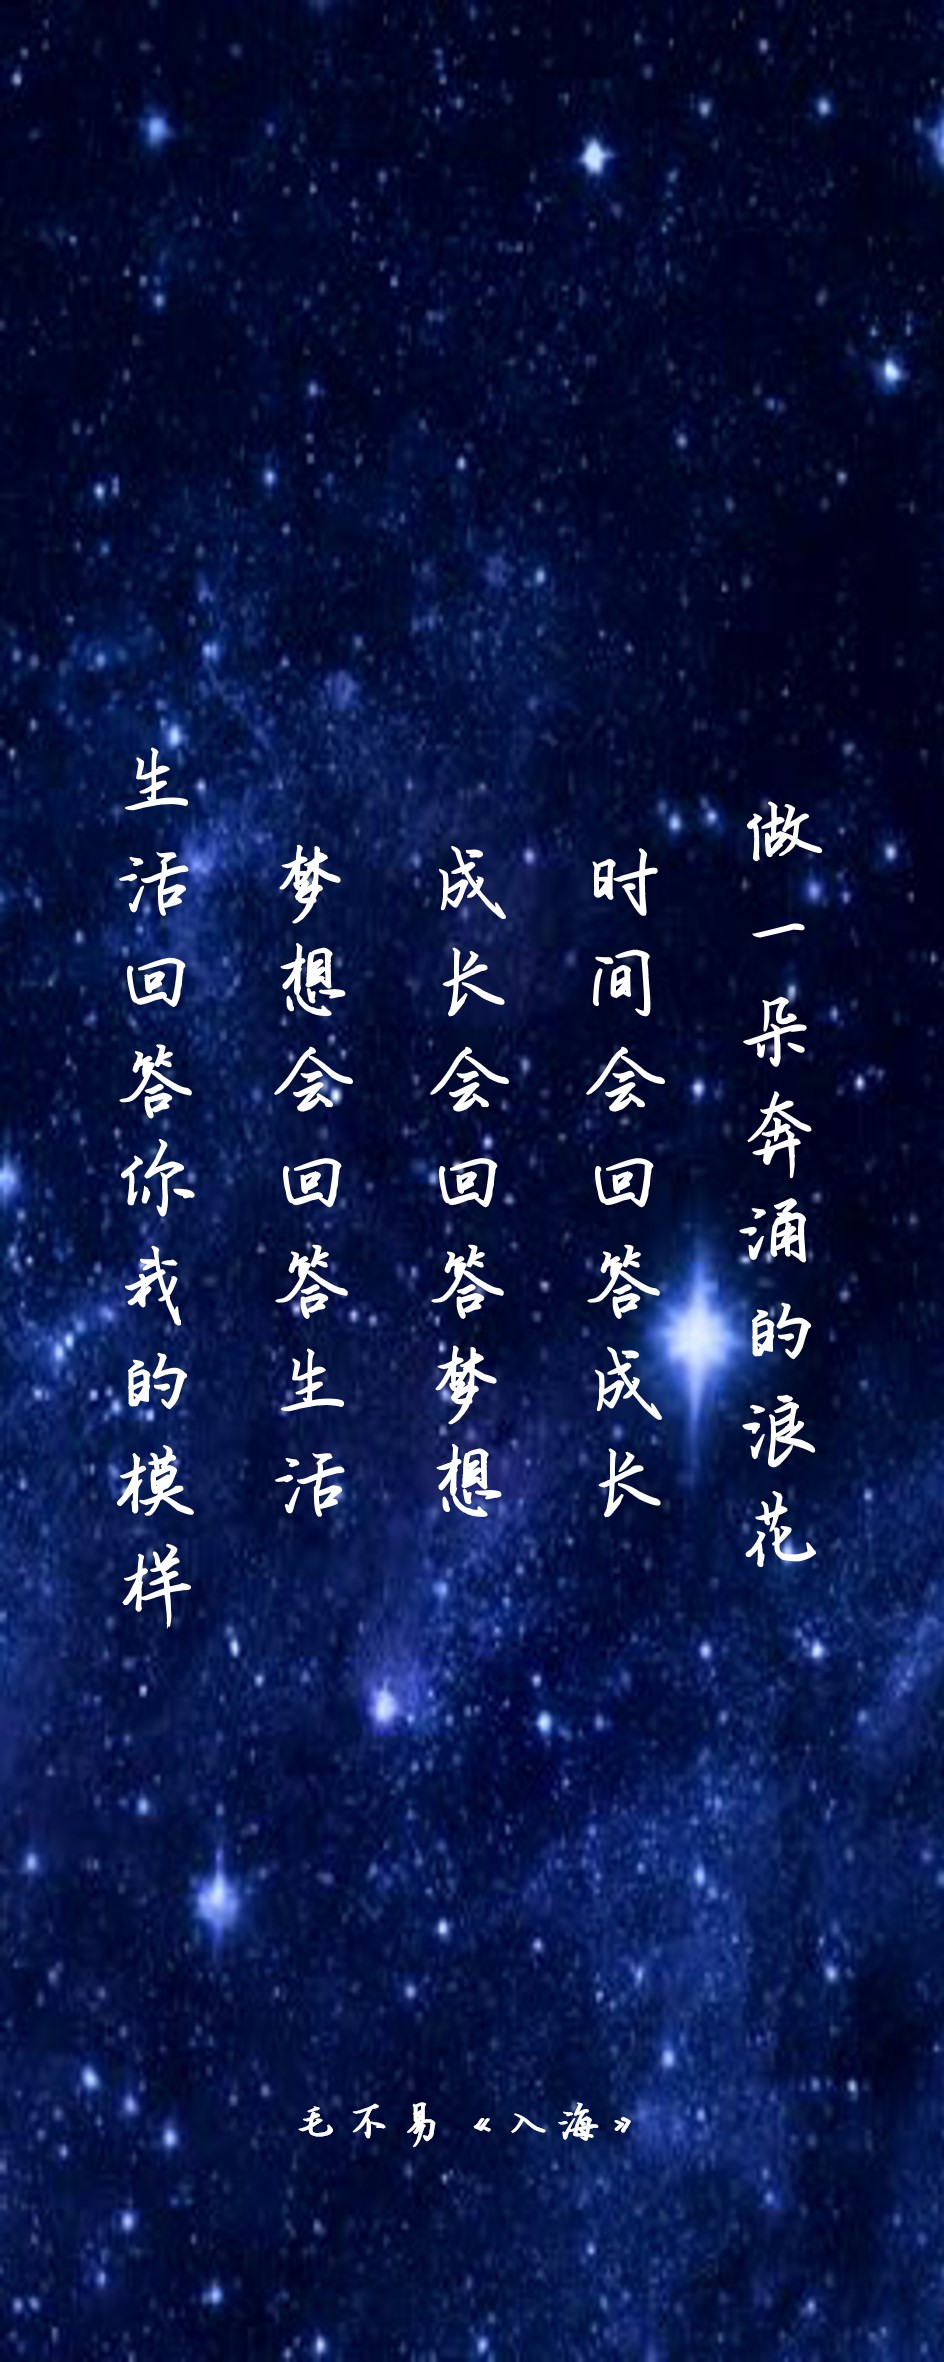 做一朵奔涌的浪花
时间会回答成长
成长会回答梦想
梦想会回答生活
生活回答你我的模样
毛不易《入海》